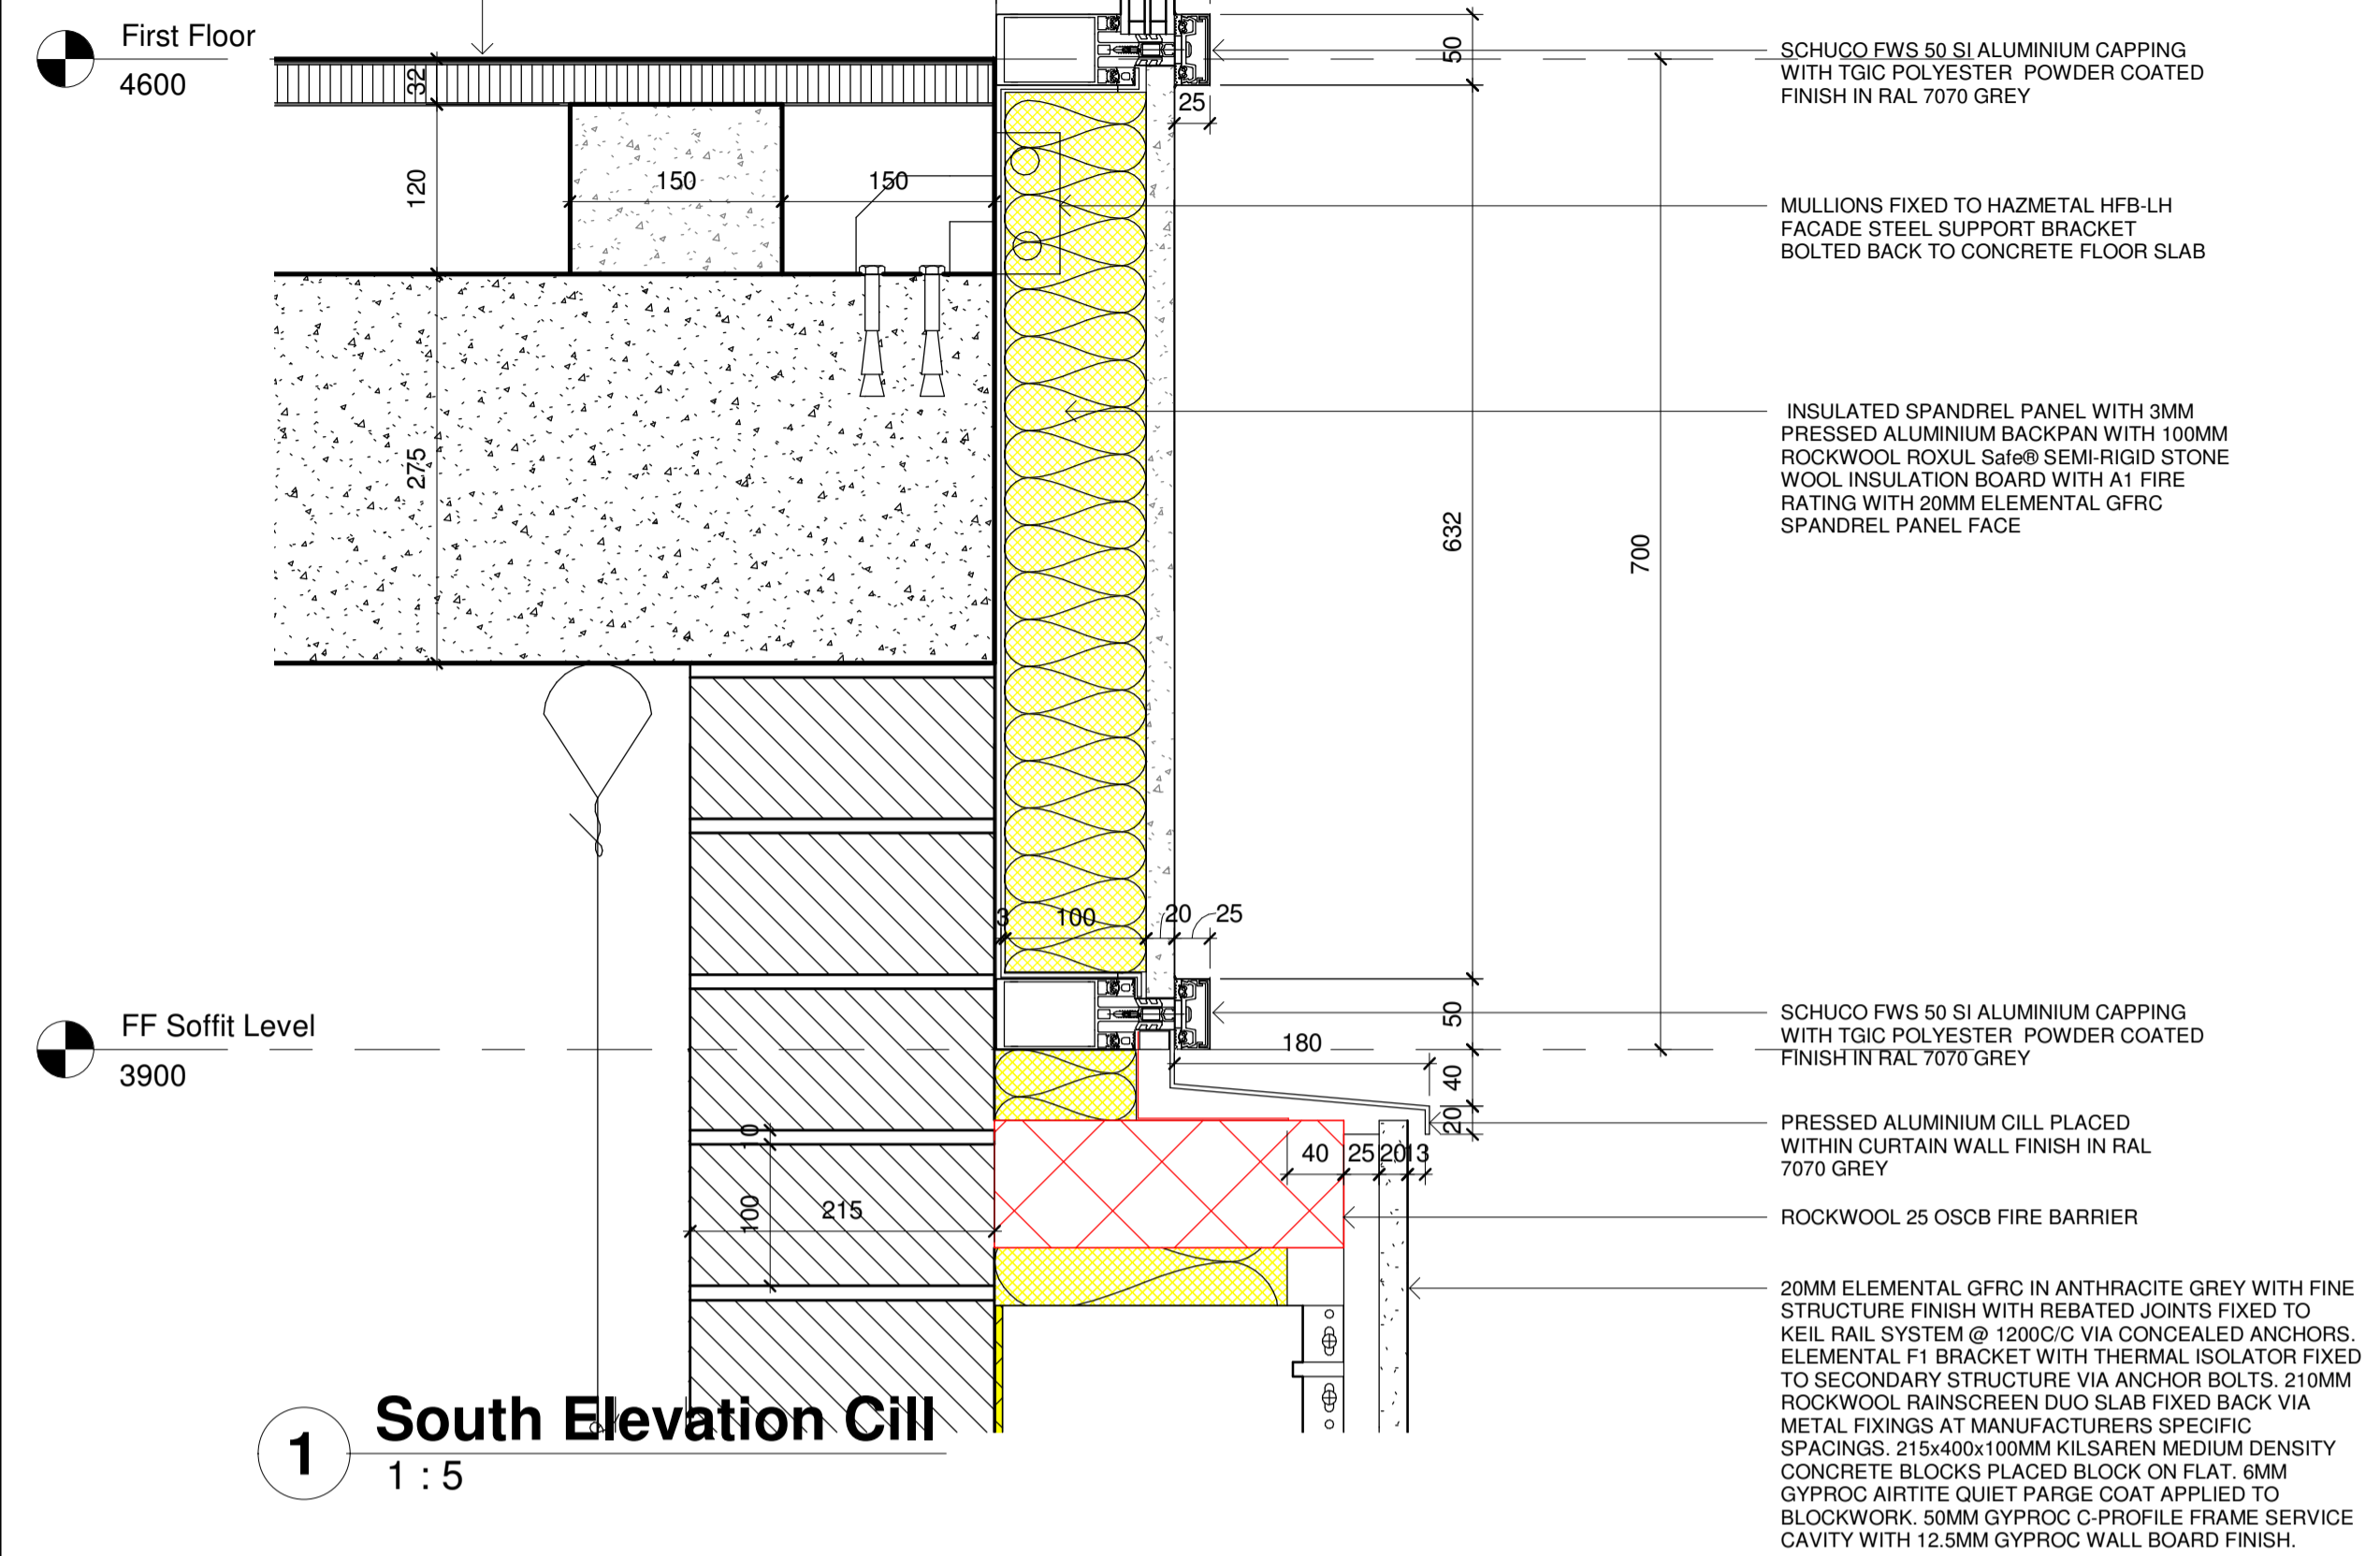 First Floor
4600
32
120
150
150
275
50
25
632
700
SCHUCO FWS 50 SI ALUMINIUM CAPPING
WITH TGIC POLYESTER POWDER COATED
FINISH IN RAL 7070 GREY
MULLIONS FIXED TO HAZMETAL HFB-LH
FACADE STEEL SUPPORT BRACKET
BOLTED BACK TO CONCRETE FLOOR SLAB
INSULATED SPANDREL PANEL WITH 3MM
PRESSED ALUMINIUM BACKPAN WITH 100MM
ROCKWOOL ROXUL Safe® SEMI-RIGID STONE
WOOL INSULATION BOARD WITH A1 FIRE
RATING WITH 20MM ELEMENTAL GFRC
SPANDREL PANEL FACE
3
100
20
25
FF Soffit Level
3900
50
180
40
20
40
25
20
13
10
100
215
SCHUCO FWS 50 SI ALUMINIUM CAPPING
WITH TGIC POLYESTER POWDER COATED
FINISH IN RAL 7070 GREY
PRESSED ALUMINIUM CILL PLACED
WITHIN CURTAIN WALL FINISH IN RAL
7070 GREY
ROCKWOOL 25 OSCB FIRE BARRIER
20MM ELEMENTAL GFRC IN ANTHRACITE GREY WITH FINE
STRUCTURE FINISH WITH REBATED JOINTS FIXED TO
KEIL RAIL SYSTEM @ 1200C/C VIA CONCEALED ANCHORS.
ELEMENTAL F1 BRACKET WITH THERMAL ISOLATOR FIXED
TO SECONDARY STRUCTURE VIA ANCHOR BOLTS. 210MM
ROCKWOOL RAINSCREEN DUO SLAB FIXED BACK VIA
METAL FIXINGS AT MANUFACTURERS SPECIFIC
SPACINGS. 215x400x100MM KILSAREN MEDIUM DENSITY
CONCRETE BLOCKS PLACED BLOCK ON FLAT. 6MM
GYPROC AIRTITE QUIET PARGE COAT APPLIED TO
BLOCKWORK. 50MM GYPROC C-PROFILE FRAME SERVICE
CAVITY WITH 12.5MM GYPROC WALL BOARD FINISH.
1
South Elevation Cill
1 : 5